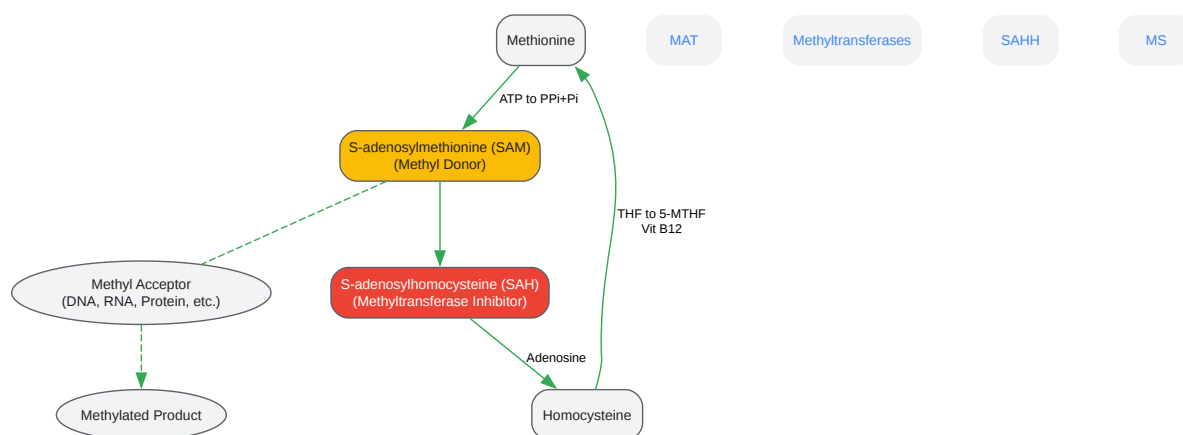 Methionine
MAT
Methyltransferases
SAHH
MS
ATP to PPi+Pi
S-adenosylmethionine (SAM)
(Methyl Donor)
THF to 5-MTHF
Vit B12
Methyl Acceptor
(DNA, RNA, Protein, etc.)
S-adenosylhomocysteine (SAH)
(Methyltransferase Inhibitor)
Adenosine
Methylated Product
Homocysteine